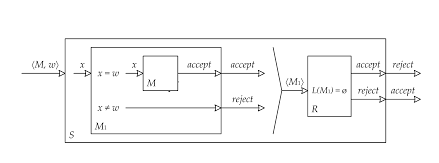 ⟨M, w⟩
x
x = w
x
M
accept
accept
x ≠ w
reject
M₁
S
⟨M₁⟩
L(M₁) = ø
R
accept
reject
reject
accept